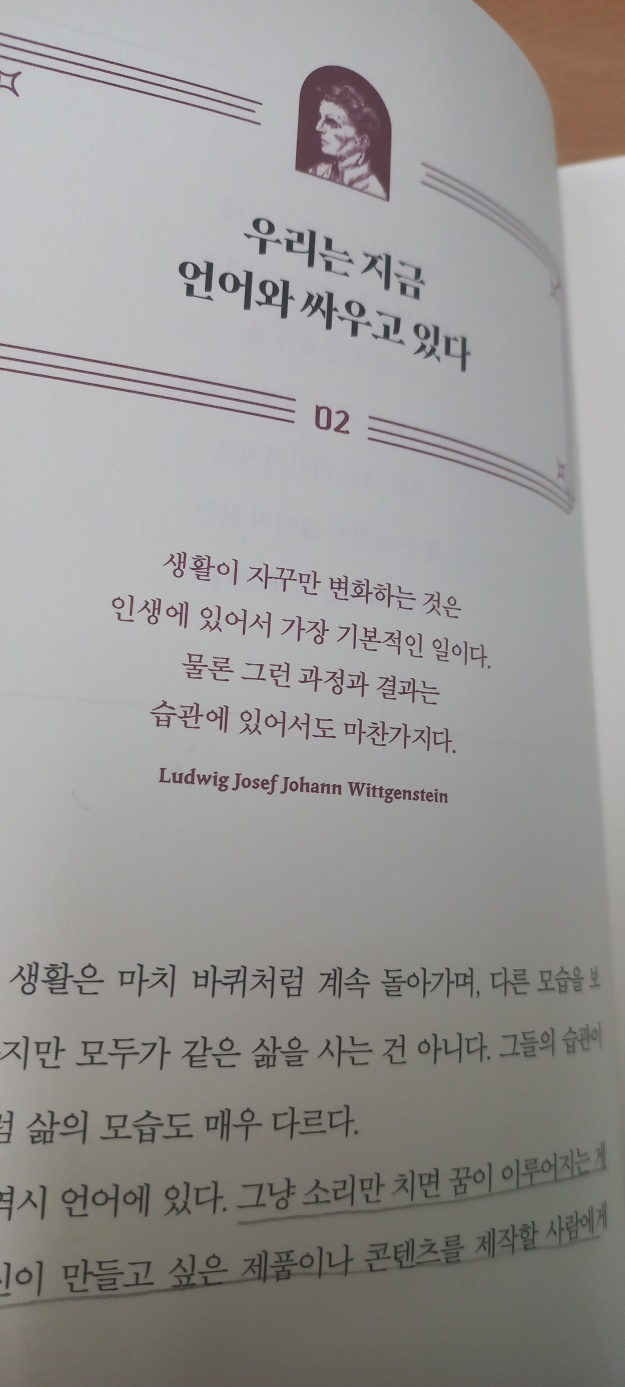 우리는 지금
언어와 싸우고 있다
02
생활이 자꾸만 변화하는 것은
인생에 있어서 가장 기본적인 일이다.
물론 그런 과정과 결과는
습관에 있어서도 마찬가지다.
Ludwig Josef Johann Wittgenstein
생활은 마치 바퀴처럼 계속 돌아가며, 다른 모습을 보
지만 모두가 같은 삶을 사는 건 아니다. 그들의 습관이
삶의 모습도 매우 다르다.
언어에 있다. 그냥 소리만 치면 꿈이 이루어지는 게
만들고 싶은 제품이나 콘텐츠를 제작할 사람에게